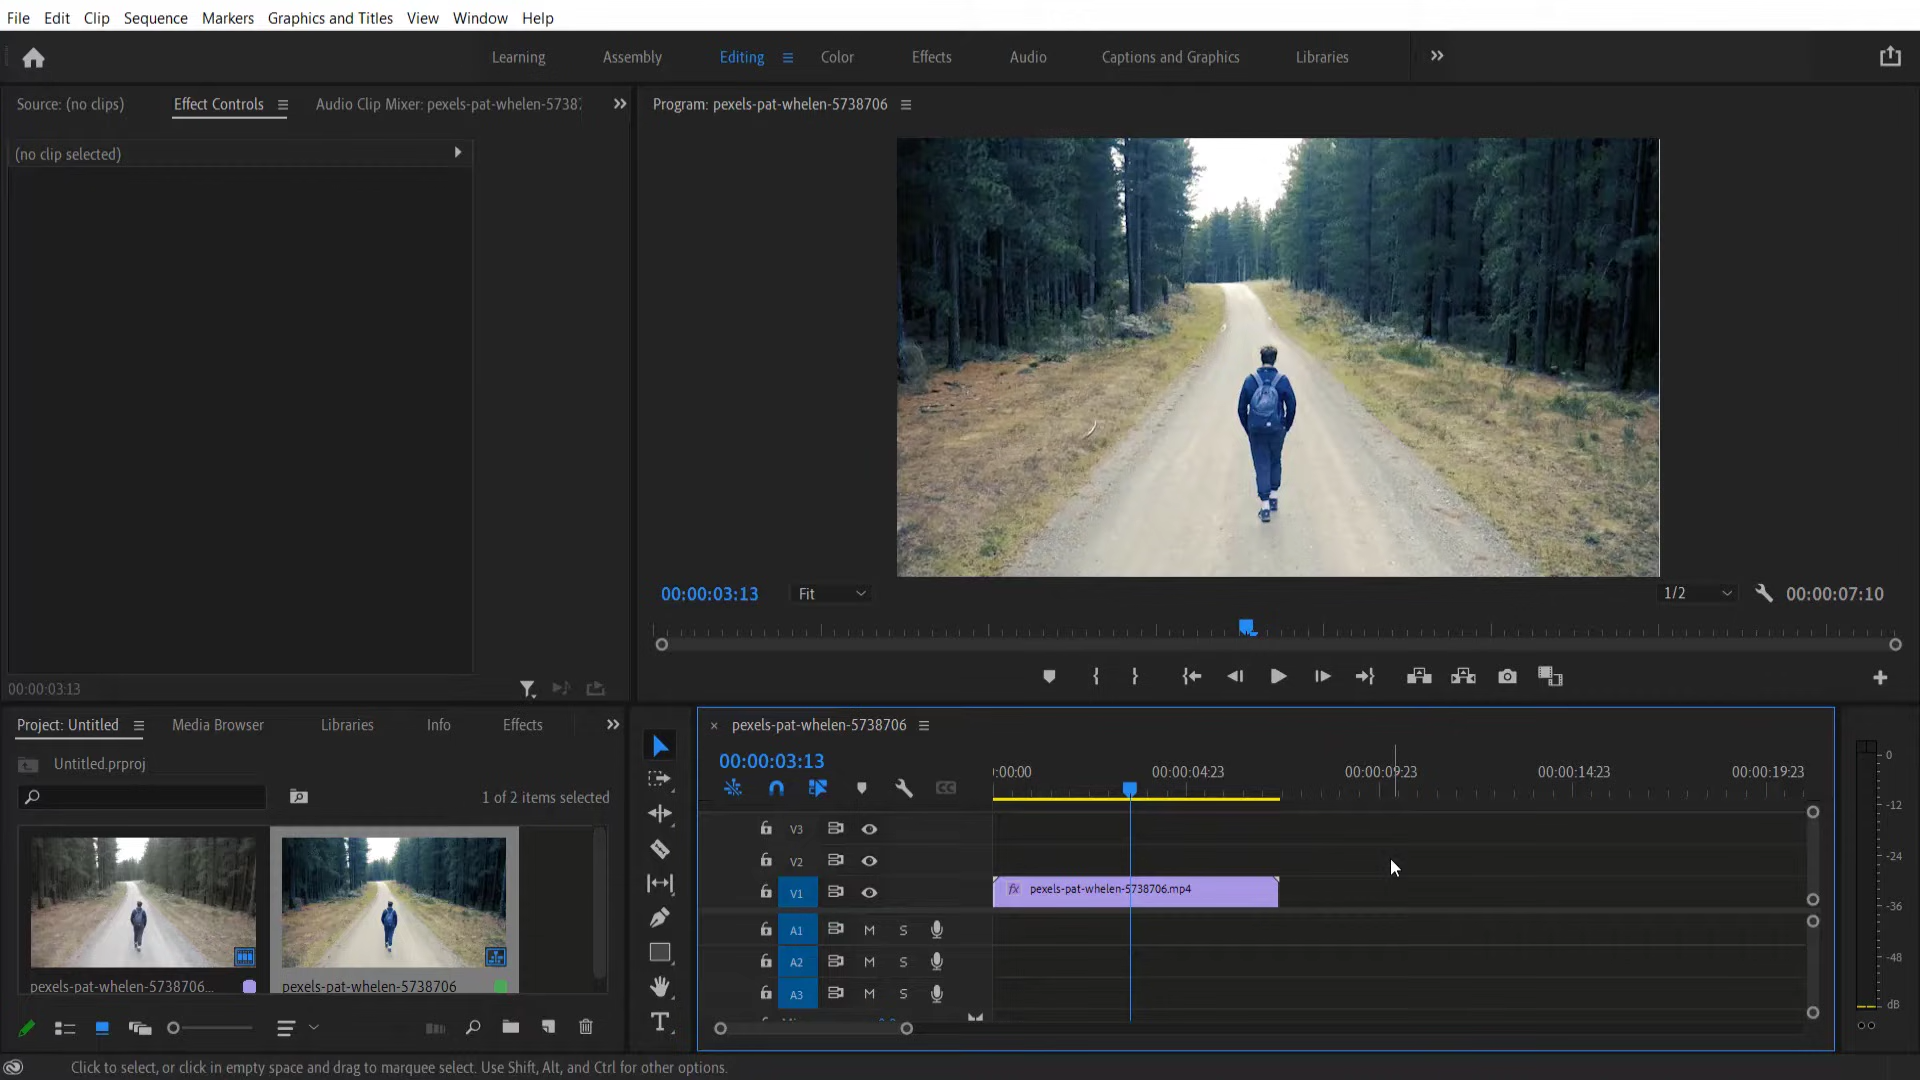 File Edit Clip Sequence Markers Graphics and Titles View Window Help
Learning Assembly Editing Color Effects Audio Captions and Graphics Libraries
Source: (no clips) Effect Controls Audio Clip Mixer: pexels-pat-whelen-5738
Program: pexels-pat-whelen-5738706
(no clip selected)
00:00:03:13 Fit 1/2 00:00:07:10
00:00:03:13
Project: Untitled Media Browser Libraries Info Effects
Untitled.prproj
1 of 2 items selected
pexels-pat-whelen-5738706... pexels-pat-whelen-5738706
pexels-pat-whelen-5738706
00:00:03:13
:00:00 00:00:04:23 00:00:09:23 00:00:14:23 00:00:19:23
CC
V3
V2
V1 fx pexels-pat-whelen-5738706.mp4
A1 M S
A2 M S
A3 M S
T
0
-12
-24
-36
-48
dB
Click to select, or click in empty space and drag to marquee select. Use Shift, Alt, and Ctrl for other options.